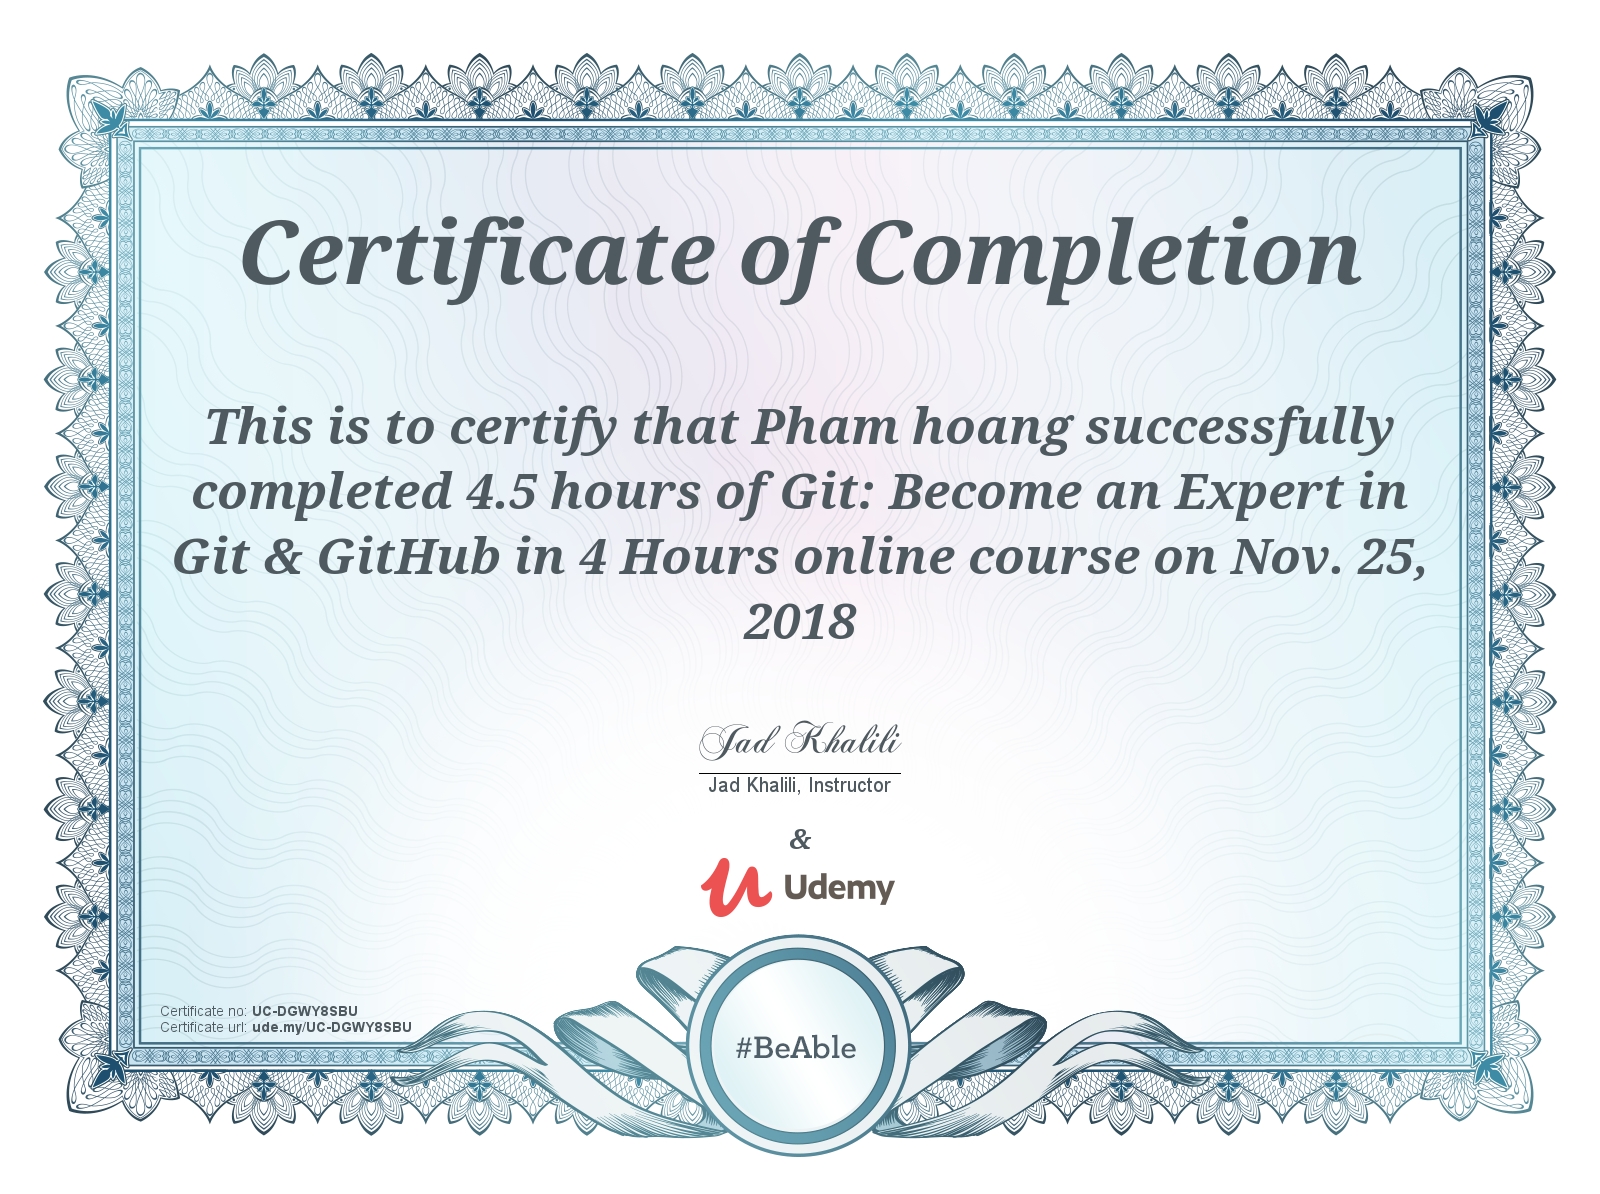 Certificate of Completion
This is to certify that Pham hoang successfully
completed 4.5 hours of Git: Become an Expert in
Git & GitHub in 4 Hours online course on Nov. 25,
2018
Jad Khalili
Jad Khalili, Instructor
&
Udemy
Certificate no: UC-DGWY8SBU
Certificate url: ude.my/UC-DGWY8SBU
#BeAble